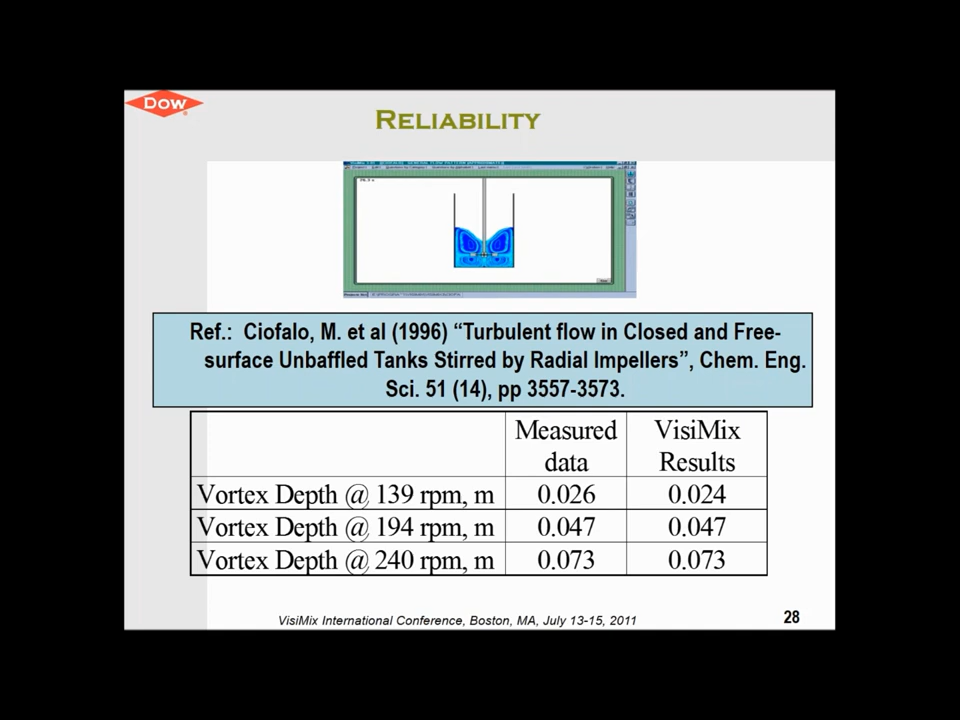 Dow
RELIABILITY
Ref.: Ciofalo, M. et al (1996) “Turbulent flow in Closed and Free-
surface Unbaffled Tanks Stirred by Radial Impellers”, Chem. Eng.
Sci. 51 (14), pp 3557-3573.
Measured data VisiMix Results
Vortex Depth @ 139 rpm, m 0.026 0.024
Vortex Depth @ 194 rpm, m 0.047 0.047
Vortex Depth @ 240 rpm, m 0.073 0.073
VisiMix International Conference, Boston, MA, July 13-15, 2011
28